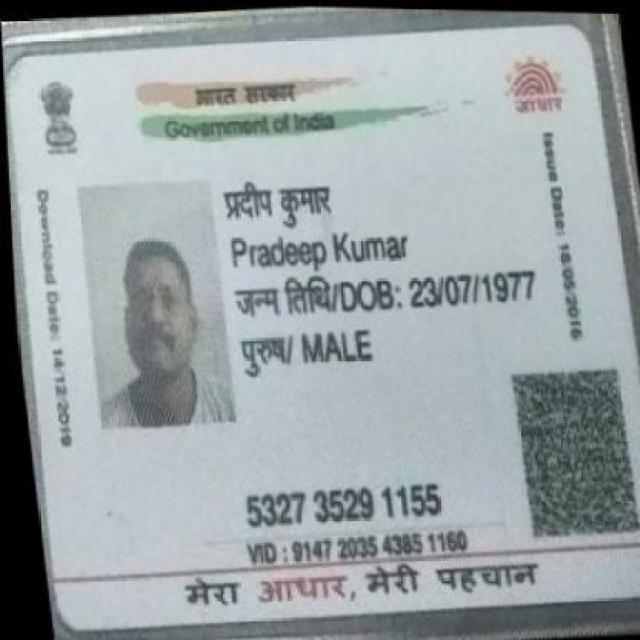 भारत सरकार
Government of India
आधार
Download Date: 14/12/2019
Issue Date: 18/05/2016
प्रदीप कुमार
Pradeep Kumar
जन्म तिथि/DOB: 23/07/1977
पुरुष/ MALE
5327 3529 1155
VID : 9147 2035 4385 1160
मेरा आधार, मेरी पहचान